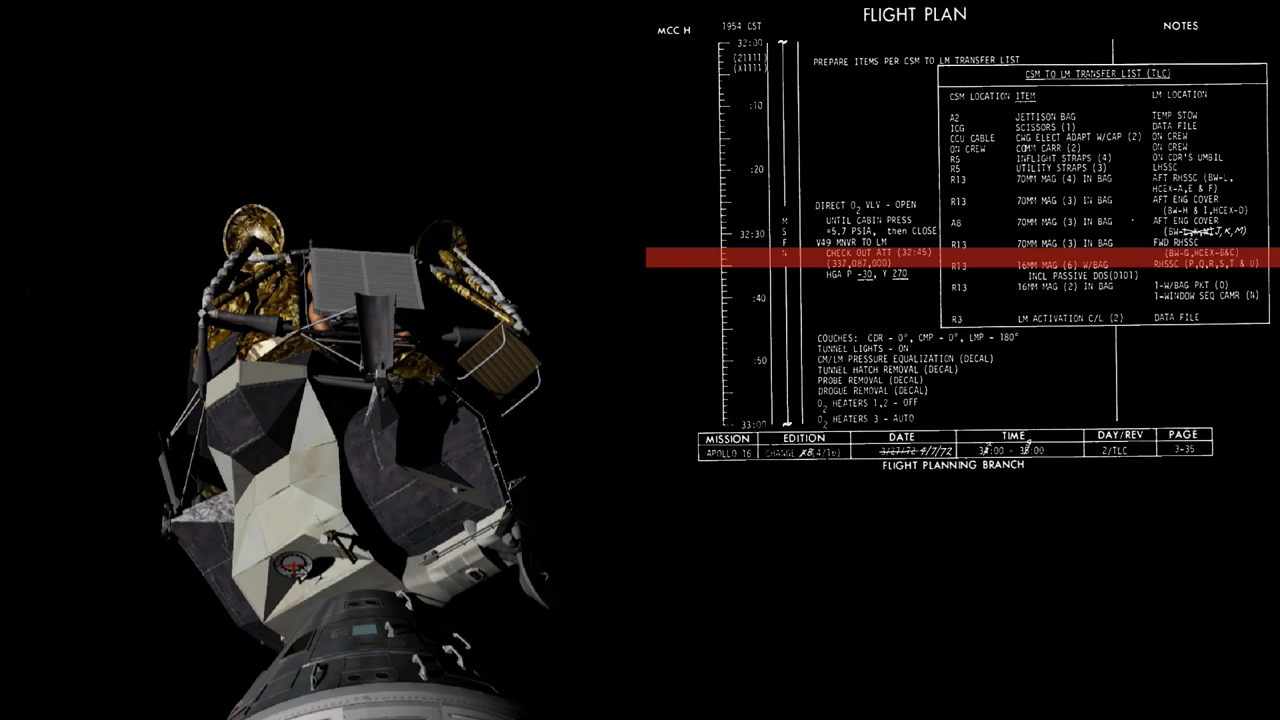 FLIGHT PLAN
MCC H
1954 CST
NOTES
32:00
(21111)
(X1111)
PREPARE ITEMS PER CSM TO LM TRANSFER LIST
CSM TO LM TRANSFER LIST (TLC)
CSM LOCATION ITEM LM LOCATION
:10
A2 JETTISON BAG TEMP STOW
ICG SCISSORS (1) DATA FILE
CCU CABLE CWG ELECT ADAPT W/CAP (2) ON CREW
ON CREW COMM CARR (2) ON CREW
R5 INFLIGHT STRAPS (4) ON CDR'S UMBIL
R5 UTILITY STRAPS (3) LHSSC
:20
R13 70MM MAG (4) IN BAG AFT RHSSC (BW-L,
HCEX-A,E & F)
R13 70MM MAG (3) IN BAG AFT ENG COVER
(BW-H & I,HCEX-D)
DIRECT O2 VLV - OPEN
M
UNTIL CABIN PRESS
A8 70MM MAG (3) IN BAG AFT ENG COVER
S
=5.7 PSIA, then CLOSE
(BW- J, K, M)
32:30
F
V49 MNVR TO LM
R13 70MM MAG (3) IN BAG FWD RHSSC
N
CHECK OUT ATT (32:45)
(BW-G,HCEX-B&C)
(337,087,000)
R13 16MM MAG (6) W/BAG RHSSC (P,Q,R,S,T & U)
HGA P -30, Y 270
INCL PASSIVE DOS(0101)
R13 16MM MAG (2) IN BAG 1-W/BAG PKT (O)
1-WINDOW SEQ CAMR (N)
:40
R3 LM ACTIVATION C/L (2) DATA FILE
COUCHES: CDR - 0°, CMP - 0°, LMP - 180°
TUNNEL LIGHTS - ON
CM/LM PRESSURE EQUALIZATION (DECAL)
:50
TUNNEL HATCH REMOVAL (DECAL)
PROBE REMOVAL (DECAL)
DROGUE REMOVAL (DECAL)
O2 HEATERS 1,2 - OFF
O2 HEATERS 3 - AUTO
33:00
MISSION EDITION DATE TIME DAY/REV PAGE
APOLLO 16 CHANGE B(4/16) 3/27/72 4/7/72 2/TLC 3-35
FLIGHT PLANNING BRANCH